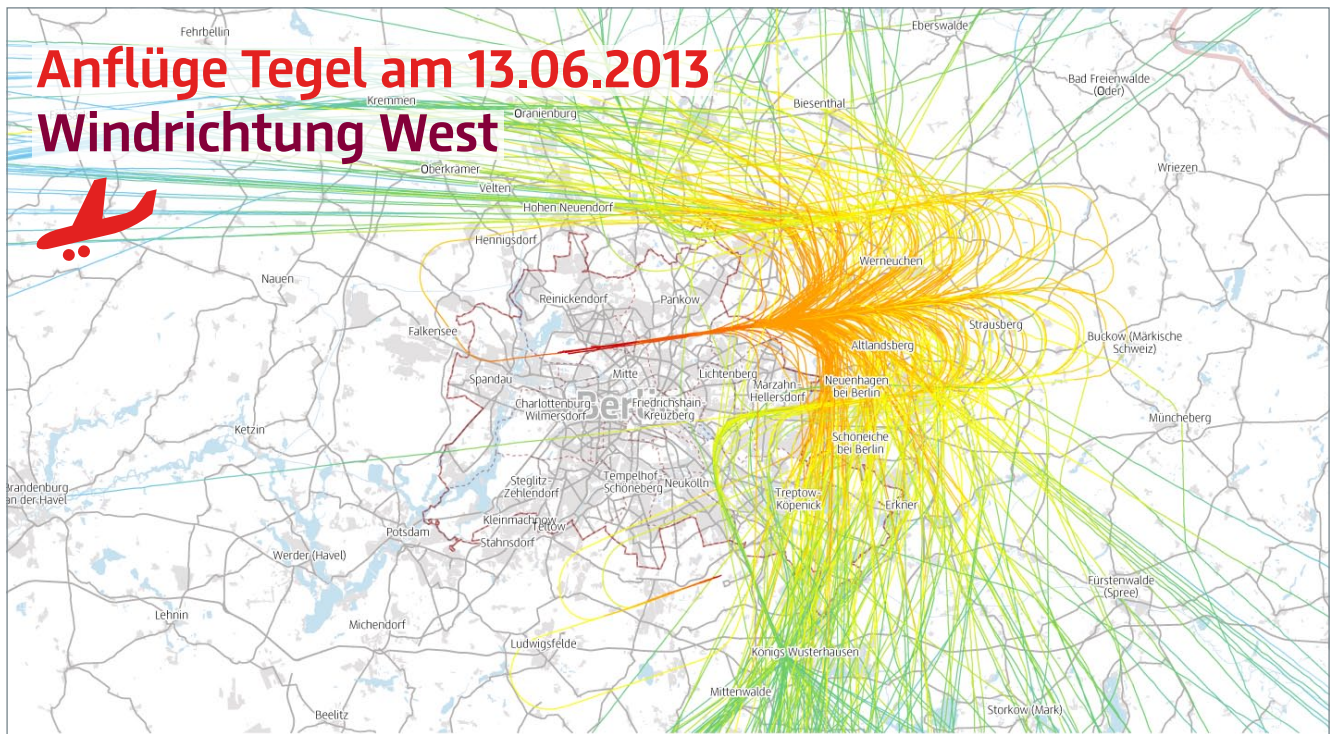 Anflüge Tegel am 13.06.2013
Windrichtung West
Fehrbellin
Eberswalde
Bad Freienwalde
(Oder)
Kremmen
Oranienburg
Biesenthal
Oberkrämer
Velten
Wriezen
Hohen Neuendorf
Hennigsdorf
Werneuchen
Nauen
Reinickendorf
Pankow
Falkensee
Strausberg
Altlandsberg
Buckow (Märkische
Schweiz)
Spandau
Mitte
Lichtenberg
Marzahn-
Hellersdorf
Neuenhagen
bei Berlin
Charlottenburg-
Wilmersdorf
Berlin
Friedrichshain-
Kreuzberg
Müncheberg
Ketzin
Schöneiche
bei Berlin
Brandenburg
an der Havel
Steglitz-
Zehlendorf
Tempelhof-
Schöneberg
Neukölln
Treptow-
Köpenick
Erkner
Kleinmachnow
Teltow
Potsdam
Stahnsdorf
Werder (Havel)
Fürstenwalde
(Spree)
Lehnin
Michendorf
Ludwigsfelde
Königs Wusterhausen
Mittenwalde
Beelitz
Storkow (Mark)